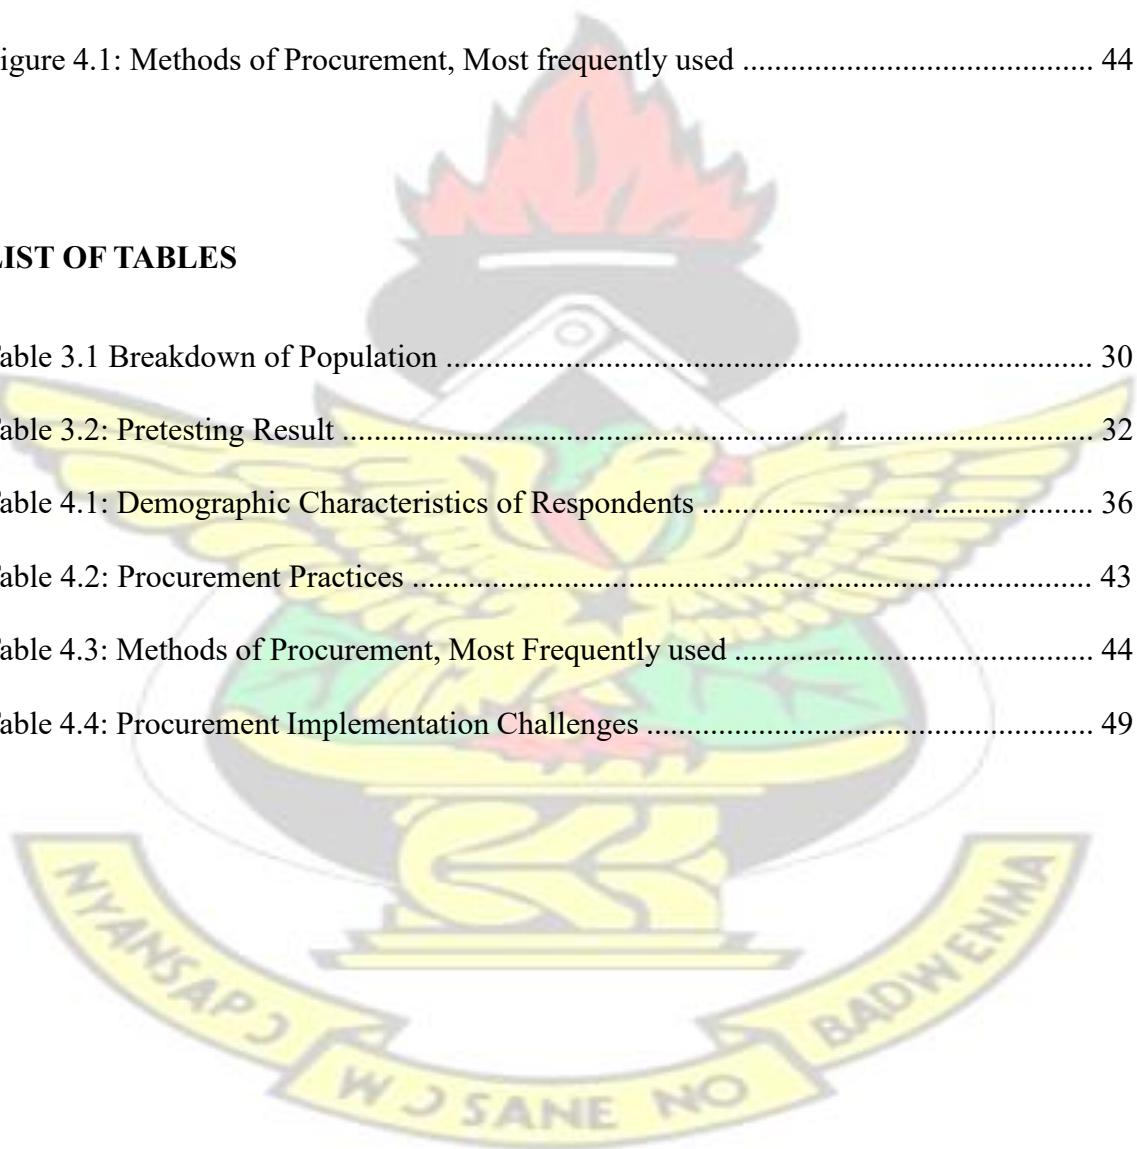 igure 4.1: Methods of Procurement, Most frequently used ..................................... 44
LIST OF TABLES
able 3.1 Breakdown of Population .................................................................... 30
able 3.2: Pretesting Result ............................................................................... 32
able 4.1: Demographic Characteristics of Respondents ......................................... 36
able 4.2: Procurement Practices ....................................................................... 43
able 4.3: Methods of Procurement, Most Frequently used ...................................... 44
able 4.4: Procurement Implementation Challenges ............................................... 49
NYANSAPƆ
WƆSANE NO
BADWENMA